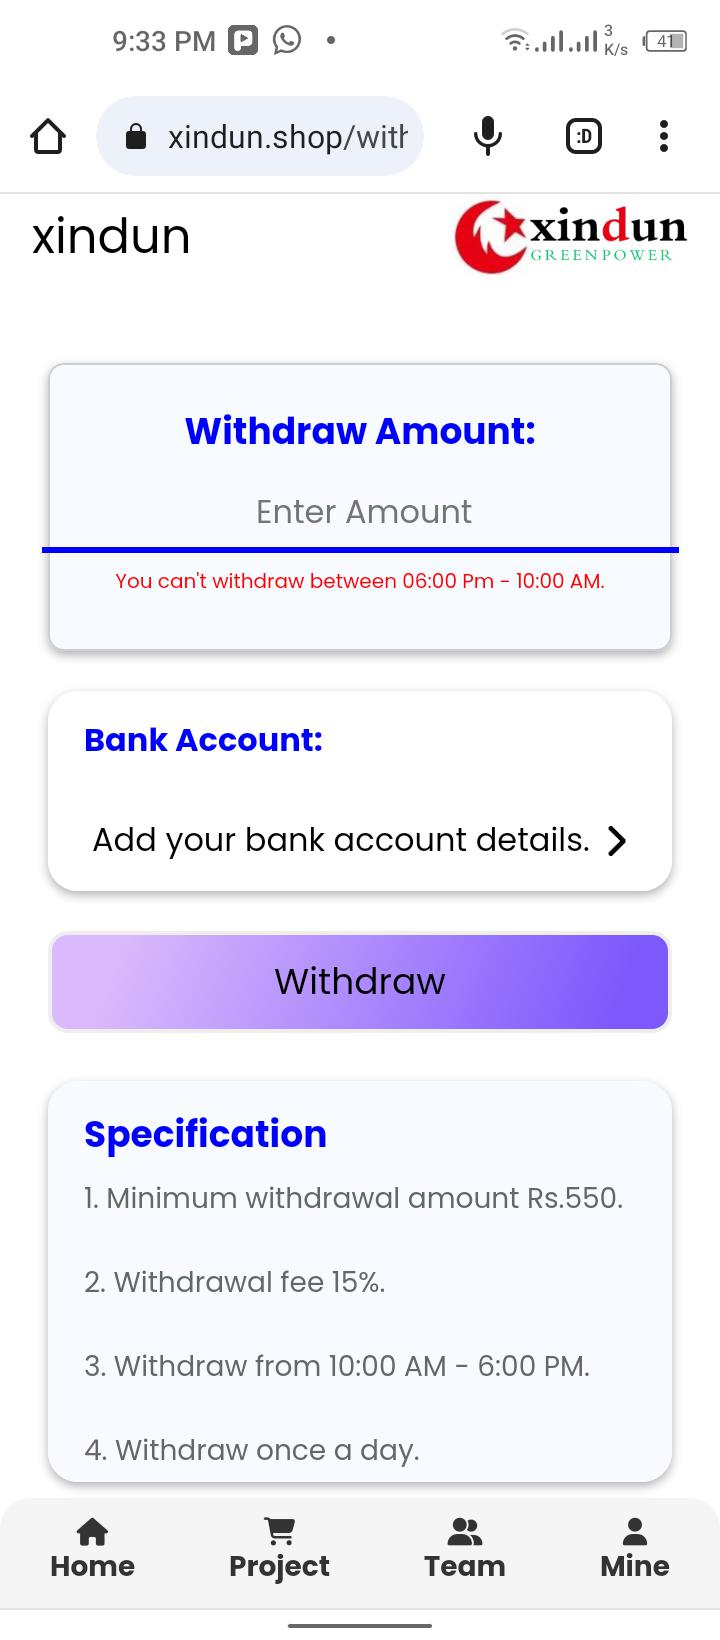 9:33 PM
3
K/s
41
xindun.shop/with
:D
xindun
xindun
GREENPOWER
Withdraw Amount:
Enter Amount
You can't withdraw between 06:00 Pm - 10:00 AM.
Bank Account:
Add your bank account details.
Withdraw
Specification
1. Minimum withdrawal amount Rs.550.
2. Withdrawal fee 15%.
3. Withdraw from 10:00 AM - 6:00 PM.
4. Withdraw once a day.
Home Project Team Mine